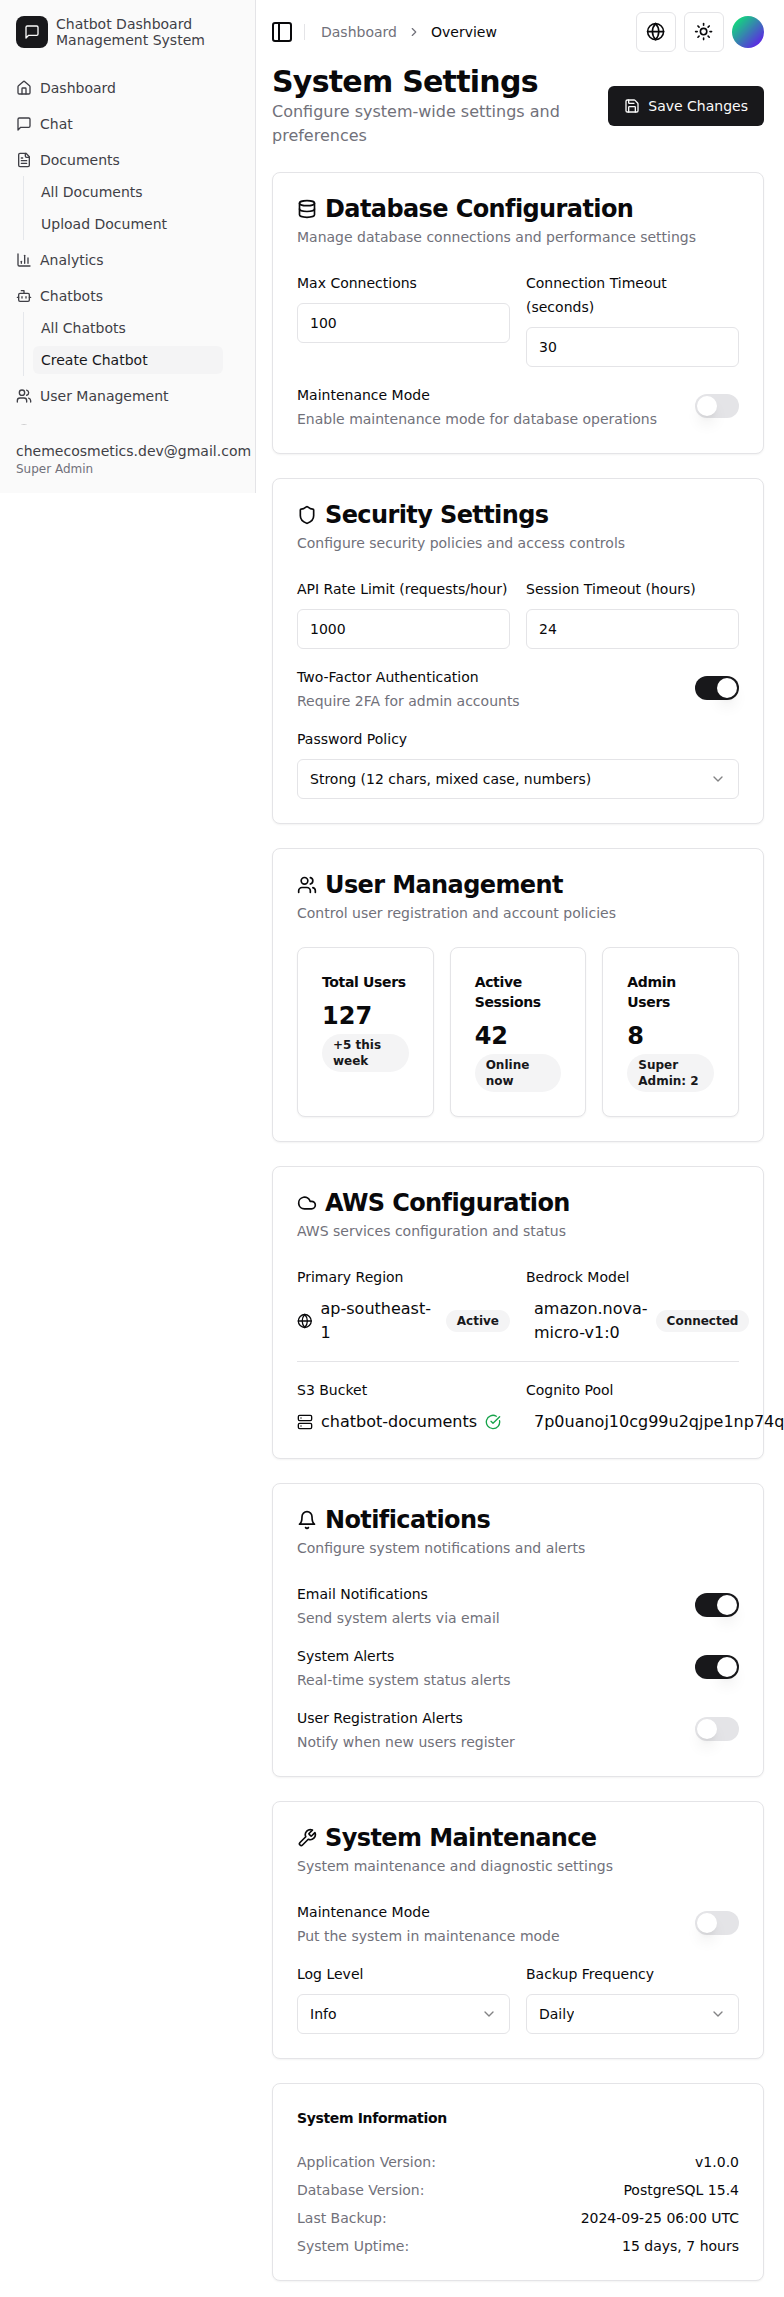 Chatbot Dashboard
Management System
Dashboard
Chat
Documents
All Documents
Upload Document
Analytics
Chatbots
All Chatbots
Create Chatbot
User Management
chemecosmetics.dev@gmail.com
Super Admin
Dashboard > Overview
System Settings
Configure system-wide settings and
preferences
Save Changes
Database Configuration
Manage database connections and performance settings
Max Connections
100
Connection Timeout
(seconds)
30
Maintenance Mode
Enable maintenance mode for database operations
Security Settings
Configure security policies and access controls
API Rate Limit (requests/hour)
1000
Session Timeout (hours)
24
Two-Factor Authentication
Require 2FA for admin accounts
Password Policy
Strong (12 chars, mixed case, numbers)
User Management
Control user registration and account policies
Total Users
127
+5 this
week
Active
Sessions
42
Online
now
Admin
Users
8
Super
Admin: 2
AWS Configuration
AWS services configuration and status
Primary Region
ap-southeast-
1
Active
Bedrock Model
amazon.nova-
micro-v1:0
Connected
S3 Bucket
chatbot-documents
Cognito Pool
7p0uanoj10cg99u2qjpe1np74q
Notifications
Configure system notifications and alerts
Email Notifications
Send system alerts via email
System Alerts
Real-time system status alerts
User Registration Alerts
Notify when new users register
System Maintenance
System maintenance and diagnostic settings
Maintenance Mode
Put the system in maintenance mode
Log Level
Info
Backup Frequency
Daily
System Information
Application Version: v1.0.0
Database Version: PostgreSQL 15.4
Last Backup: 2024-09-25 06:00 UTC
System Uptime: 15 days, 7 hours